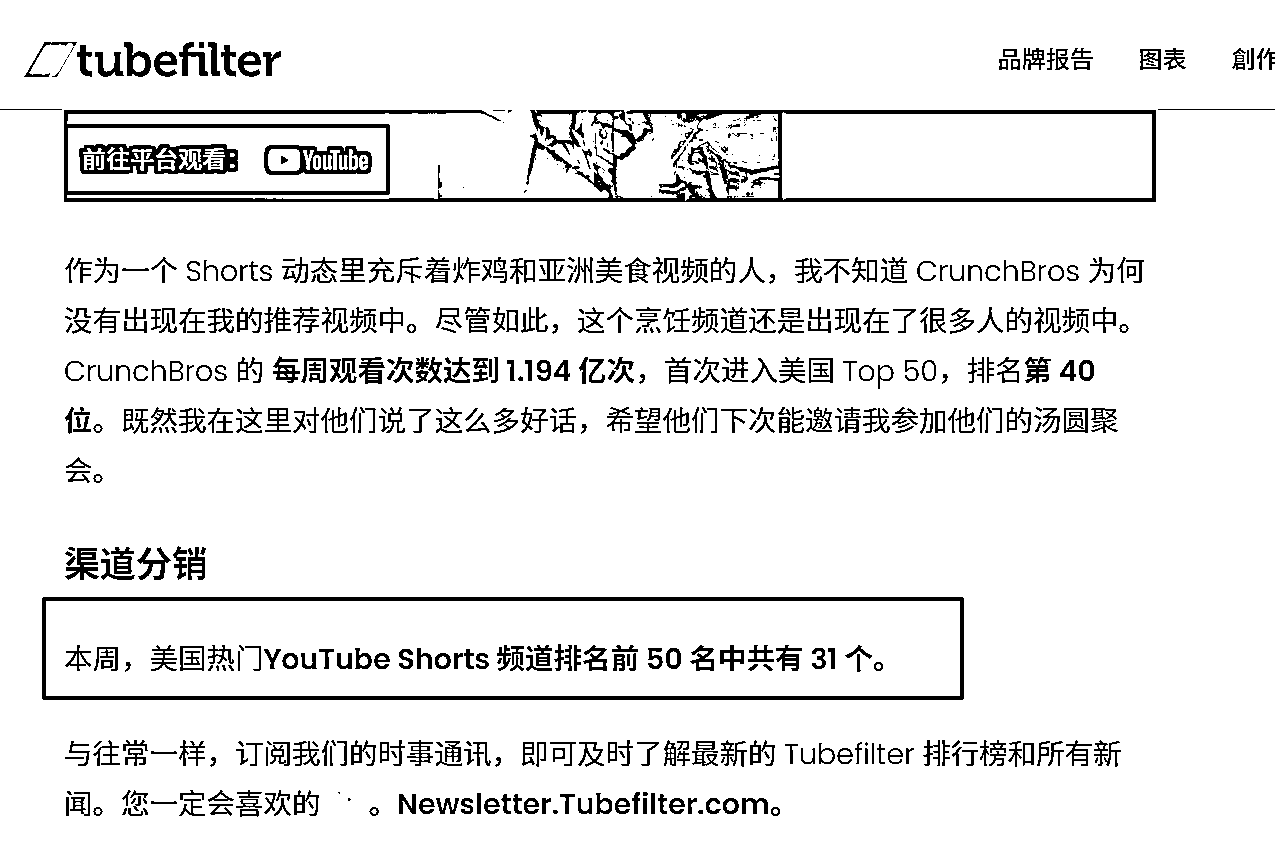 tubefilter
品牌报告 图表 創作
前往平台观看： YouTube
作为一个 Shorts 动态里充斥着炸鸡和亚洲美食视频的人，我不知道 CrunchBros 为何
没有出现在我的推荐视频中。尽管如此，这个烹饪频道还是出现在了很多人的视频中。
CrunchBros 的 每周观看次数达到 1.194 亿次，首次进入美国 Top 50，排名第 40
位。既然我在这里对他们说了这么多好话，希望他们下次能邀请我参加他们的汤圆聚
会。
渠道分销
本周，美国热门YouTube Shorts 频道排名前 50 名中共有 31 个。
与往常一样，订阅我们的时事通讯，即可及时了解最新的 Tubefilter 排行榜和所有新
闻。您一定会喜欢的 。Newsletter.Tubefilter.com。